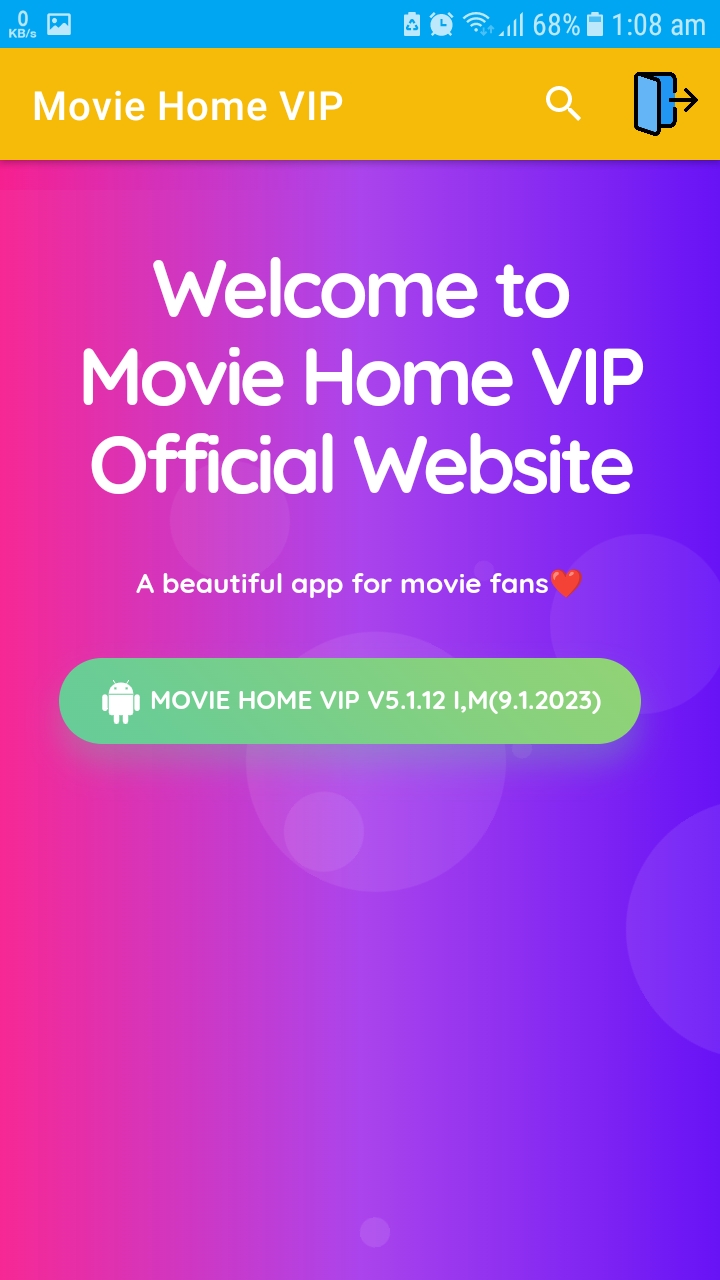 0
KB/s
68%
1:08 am
Movie Home VIP
Welcome to
Movie Home VIP
Official Website
A beautiful app for movie fans❤️
MOVIE HOME VIP V5.1.12 I,M(9.1.2023)